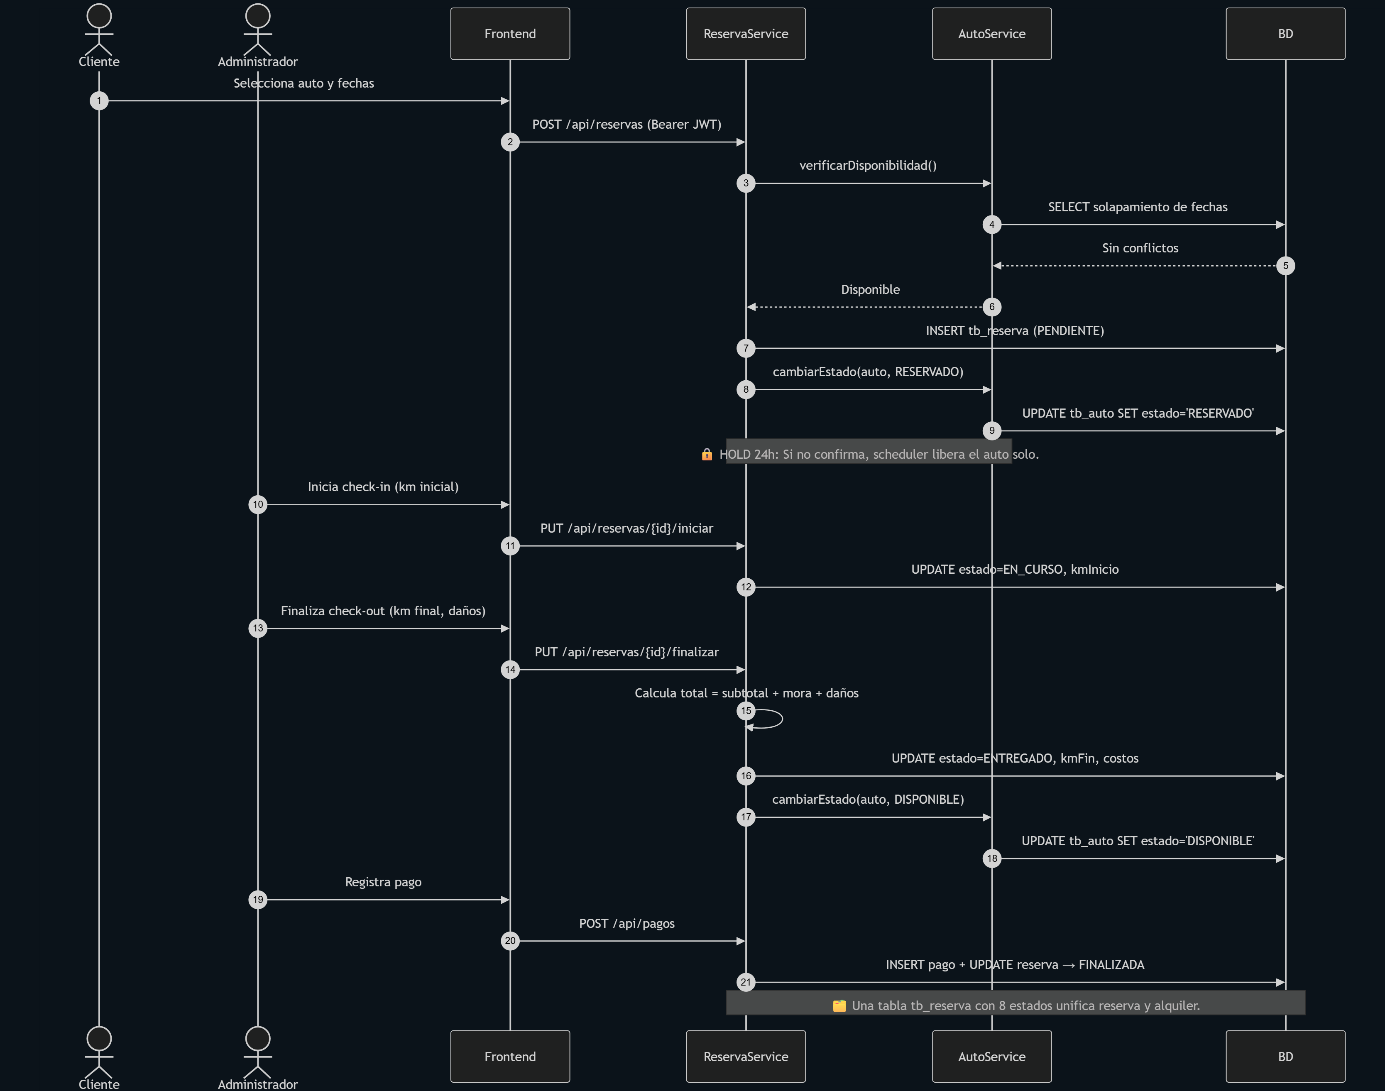 Cliente
Administrador
Frontend
ReservaService
AutoService
BD
Selecciona auto y fechas
1
POST /api/reservas (Bearer JWT)
2
verificarDisponibilidad()
3
SELECT solapamiento de fechas
4
Sin conflictos
5
Disponible
6
INSERT tb_reserva (PENDIENTE)
7
cambiarEstado(auto, RESERVADO)
8
UPDATE tb_auto SET estado='RESERVADO'
9
🔒 HOLD 24h: Si no confirma, scheduler libera el auto solo.
Inicia check-in (km inicial)
10
PUT /api/reservas/{id}/iniciar
11
UPDATE estado=EN_CURSO, kmInicio
12
Finaliza check-out (km final, daños)
13
PUT /api/reservas/{id}/finalizar
14
Calcula total = subtotal + mora + daños
15
UPDATE estado=ENTREGADO, kmFin, costos
16
cambiarEstado(auto, DISPONIBLE)
17
UPDATE tb_auto SET estado='DISPONIBLE'
18
Registra pago
19
POST /api/pagos
20
INSERT pago + UPDATE reserva → FINALIZADA
21
🗂️ Una tabla tb_reserva con 8 estados unifica reserva y alquiler.
Cliente
Administrador
Frontend
ReservaService
AutoService
BD